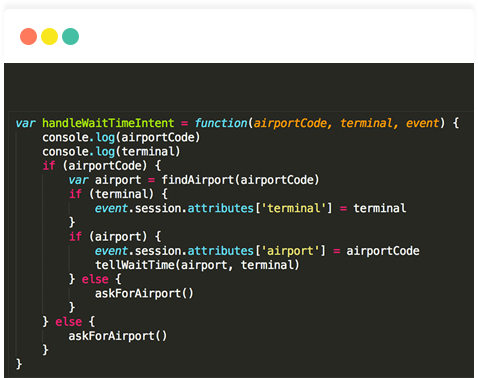 var handleWaitTimeIntent = function(airportCode, terminal, event) {
console.log(airportCode)
console.log(terminal)
if (airportCode) {
var airport = findAirport(airportCode)
if (terminal) {
event.session.attributes['terminal'] = terminal
}
if (airport) {
event.session.attributes['airport'] = airportCode
tellWaitTime(airport, terminal)
} else {
askForAirport()
}
} else {
askForAirport()
}
}